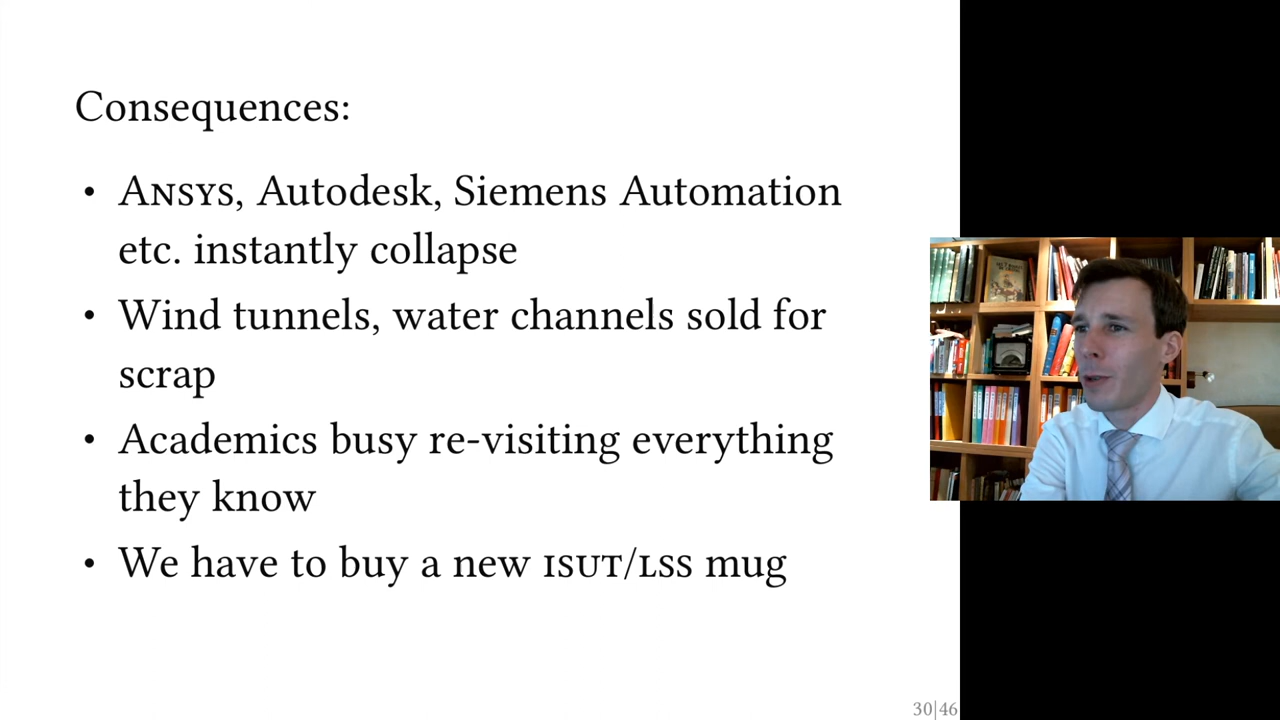 Consequences:
• Ansys, Autodesk, Siemens Automation
etc. instantly collapse
• Wind tunnels, water channels sold for
scrap
• Academics busy re-visiting everything
they know
• We have to buy a new ISUT/LSS mug
30|46